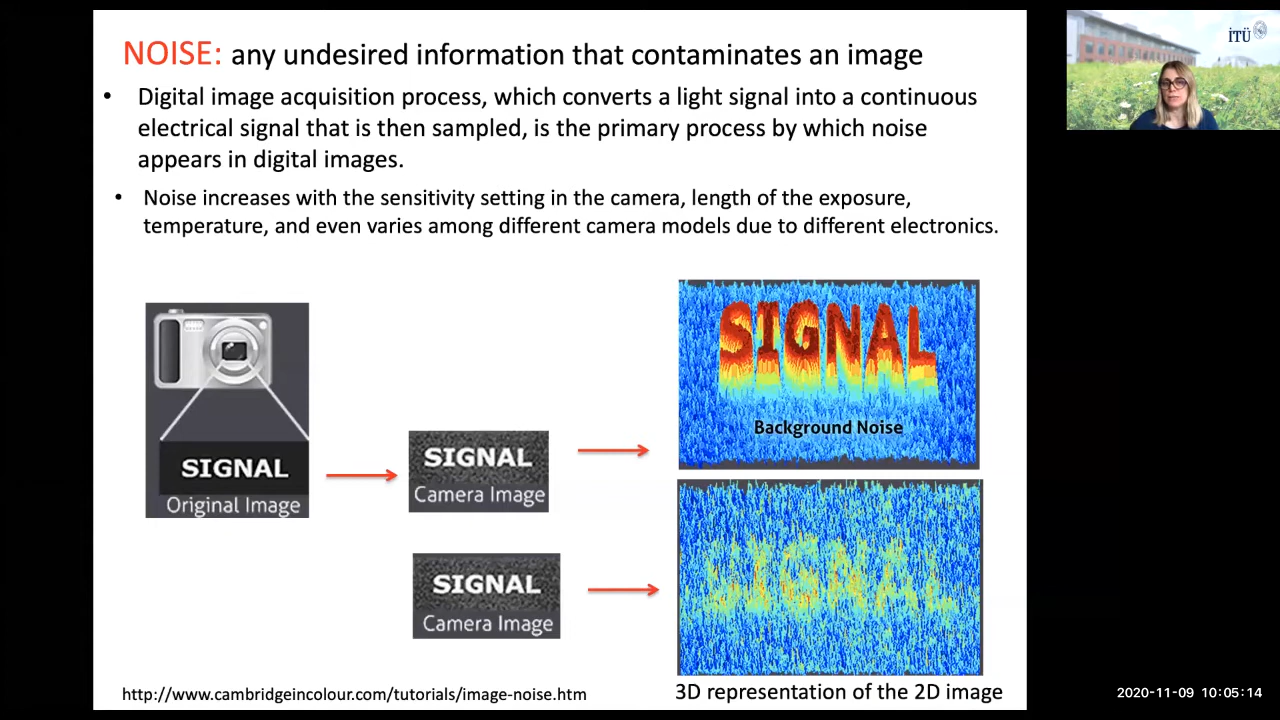 NOISE: any undesired information that contaminates an image
• Digital image acquisition process, which converts a light signal into a continuous
electrical signal that is then sampled, is the primary process by which noise
appears in digital images.
• Noise increases with the sensitivity setting in the camera, length of the exposure,
temperature, and even varies among different camera models due to different electronics.
SIGNAL
Original Image
SIGNAL
Camera Image
SIGNAL
Background Noise
SIGNAL
Camera Image
SIGNAL
http://www.cambridgeincolour.com/tutorials/image-noise.htm
3D representation of the 2D image
İTÜ
2020-11-09 10:05:14